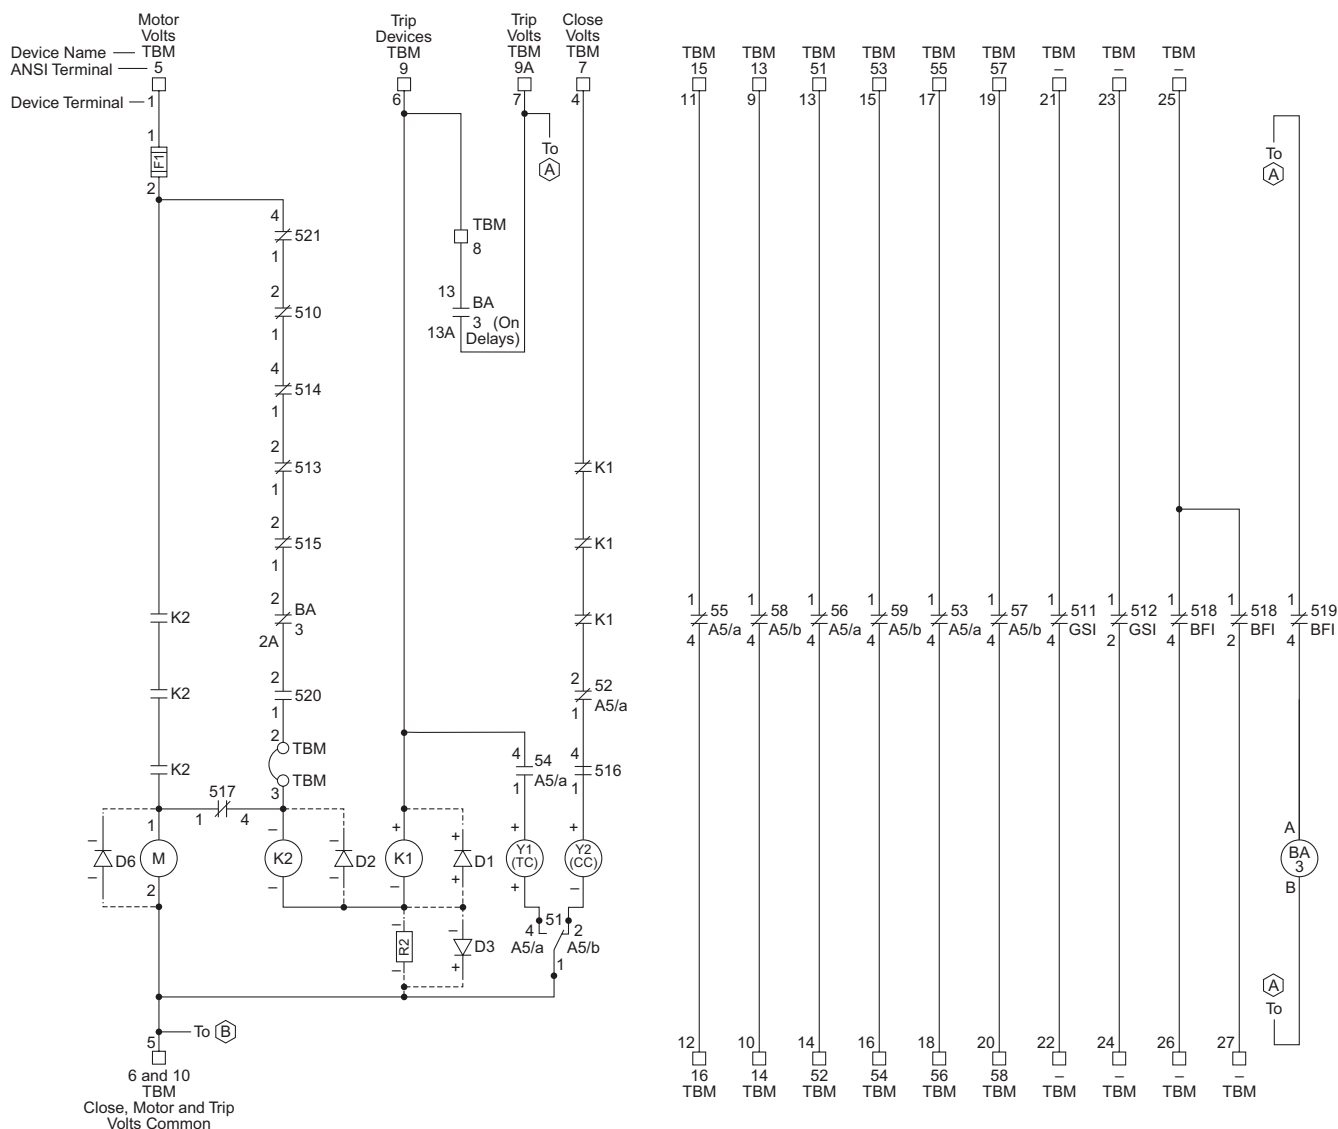 Motor
Volts
TBM
5
Trip
Devices
TBM
9
Trip
Volts
TBM
9A
Close
Volts
TBM
7
Device Name
ANSI Terminal
Device Terminal
1
6
7
4
TBM
15
11
TBM
13
9
TBM
51
13
TBM
53
15
TBM
55
17
TBM
57
19
TBM
–
21
TBM
–
23
TBM
–
25
1
F1
2
To
A
To
A
4
521
1
TBM
8
2
510
1
13
BA
3 (On
Delays)
13A
4
514
1
2
513
1
K1
2
515
1
K1
K2
2
BA
3
2A
K1
1
55
A5/a
4
1
58
A5/b
4
1
56
A5/a
4
1
59
A5/b
4
1
53
A5/a
4
1
57
A5/b
4
1
511
GSI
4
1
512
GSI
2
1
518
BFI
4
1
518
BFI
2
1
519
BFI
4
K2
2
520
1
2
52
A5/a
1
2
TBM
TBM
3
K2
4
54
A5/a
1
4
516
1
517
1
4
–
D6
–
1
M
2
–
K2
–
–
D2
–
+
K1
–
+
D1
+
+
Y1
(TC)
+
+
Y2
(CC)
–
A
BA
3
B
–
R2
–
–
D3
+
4
51
2
A5/a
A5/b
1
A
To
To
B
5
6 and 10
TBM
Close, Motor and Trip
Volts Common
12
16
TBM
10
14
TBM
14
52
TBM
16
54
TBM
18
56
TBM
20
58
TBM
22
–
TBM
24
–
TBM
26
–
TBM
27
–
TBM